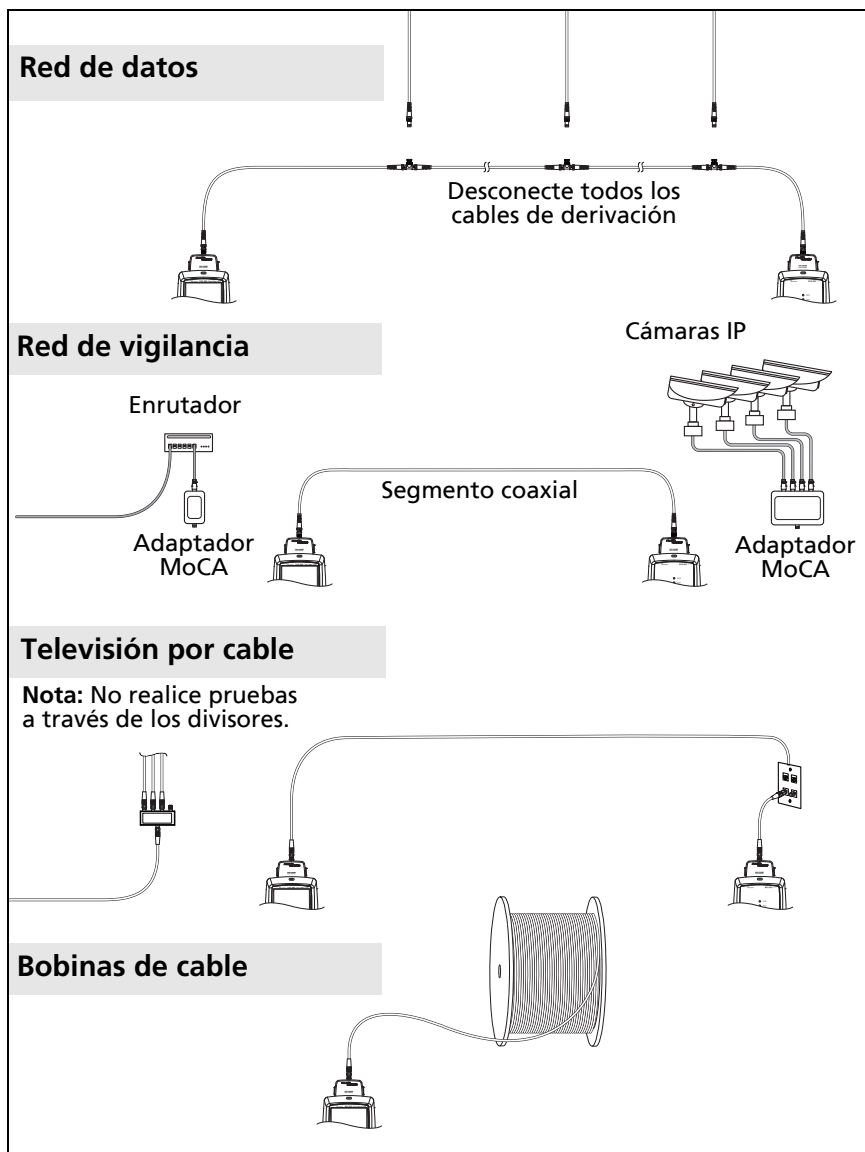 Red de datos
Desconecte todos los
cables de derivación
Red de vigilancia
Cámaras IP
Enrutador
Segmento coaxial
Adaptador
MoCA
Adaptador
MoCA
Televisión por cable
Nota: No realice pruebas
a través de los divisores.
Bobinas de cable